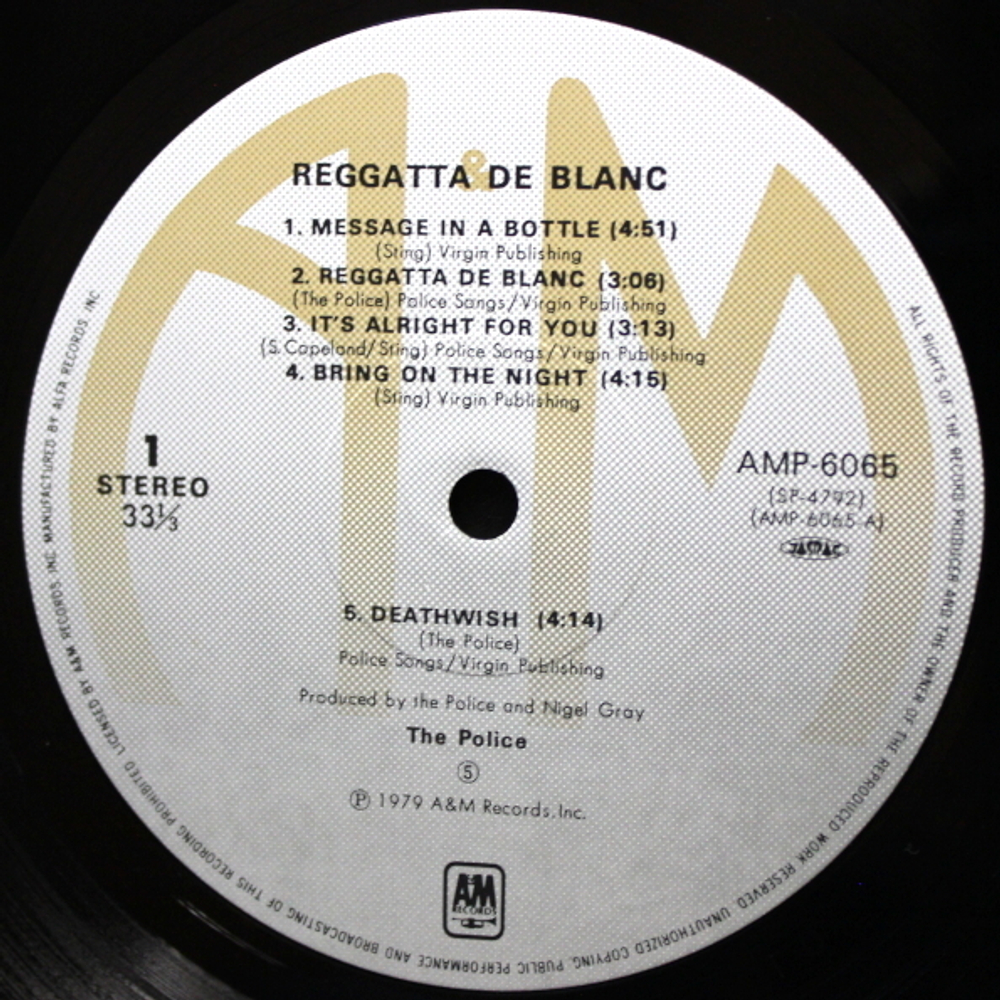 REGGATTA DE BLANC
1. MESSAGE IN A BOTTLE (4:51)
(Sting) Virgin Publishing
2. REGGATTA DE BLANC (3:06)
(The Police) Police Songs/Virgin Publishing
3. IT'S ALRIGHT FOR YOU (3:13)
(S.Copeland/Sting) Police Songs/Virgin Publishing
4. BRING ON THE NIGHT (4:15)
(Sting) Virgin Publishing
1
STEREO
33⅓
AMP-6065
(SP-4792)
(AMP-6065-A)
JASRAC
5. DEATHWISH (4:14)
(The Police)
Police Songs/Virgin Publishing
Produced by the Police and Nigel Gray
The Police
⑤
Ⓟ 1979 A&M Records.Inc.
A&M
RECORDS
ALL RIGHTS OF THE RECORD PRODUCER AND THE OWNER OF THE REPRODUCED WORK RESERVED. UNAUTHORIZED COPYING, PUBLIC PERFORMANCE AND BROADCASTING OF THIS RECORDING PROHIBITED. LICENSED BY A&M RECORDS INC. MANUFACTURED BY ALFA RECORDS INC
A&M